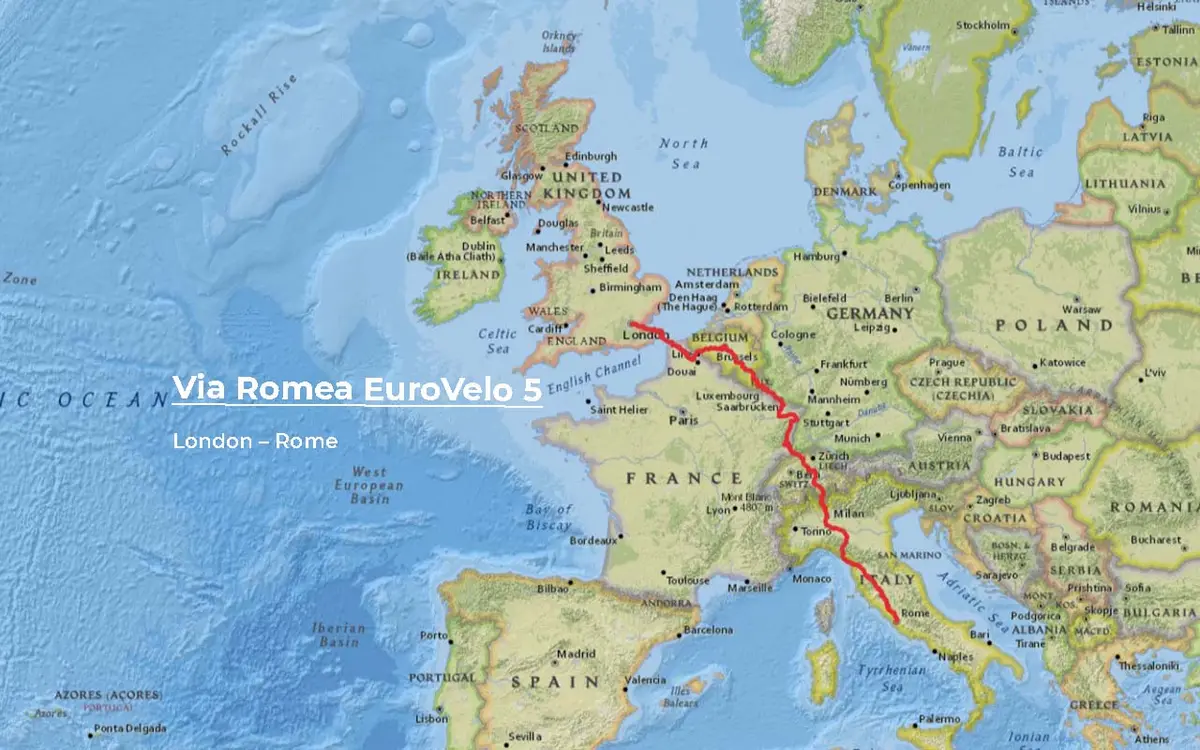 Stockholm
Helsinki
Tallinn
ESTONIA
Orkney
Islands
Vänern
Rockall Rise
SCOTLAND
North
Sea
Riga
LATVIA
Edinburgh
Glasgow
UNITED
KINGDOM
Baltic
Sea
DENMARK
Copenhagen
LITHUANIA
NORTHERN
IRELAND
Belfast
Newcastle
Vilnius
Douglas
Britain
Dublin
(Baile Átha Cliath)
IRELAND
Manchester
Leeds
Sheffield
Hamburg
Zone
Birmingham
NETHERLANDS
Amsterdam
Den Haag
(The Hague)
Rotterdam
Bielefeld
Berlin
GERMANY
Leipzig
Warsaw
POLAND
WALES
Cardiff
ENGLAND
London
Celtic
Sea
BELGIUM
Brussels
Cologne
Douai
English Channel
Frankfurt
Prague
Katowice
L'viv
Via Romea EuroVelo 5
London – Rome
OCEAN
Luxembourg
Saarbrücken
Mannheim
Nürnberg
CZECH REPUBLIC
(CZECHIA)
SLOVAKIA
Saint Helier
Paris
Stuttgart
Danube
Munich
Vienna
Bratislava
Zürich
LIECH
AUSTRIA
Budapest
HUNGARY
FRANCE
SWITZ.
West
European
Basin
Mont Blanc
4807 m
Lyon
Ljubljana
SLOV.
Zagreb
CROATIA
ROMANIA
Milan
Torino
Bay of
Biscay
Bordeaux
SAN MARINO
BOSN. &
HERZG.
Belgrade
SERBIA
Bucharest
Sarajevo
Toulouse
Marseille
Monaco
ITALY
Adriatic Sea
Bilbao
ANDORRA
MONT.
KOS.
Prishtina
Sofia
Podgorica
Skopje
BULGARIA
Rome
ALBANIA
MACED.
Tirane
Iberian
Basin
Porto
Barcelona
Bari
Naples
Madrid
SPAIN
PORTUGAL
Valencia
Illes
Balears
Tyrrhenian
Sea
Thessaloniki
Aegean
Sea
GREECE
AZORES (AÇORES)
PORTUGAL
Azores
Ponta Delgada
Lisbon
Sevilla
Palermo
Ionian
Athens